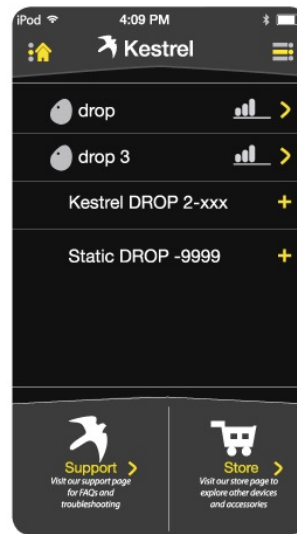 iPod 4:09 PM
Kestrel
drop
drop 3
Kestrel DROP 2-xxx +
Static DROP -9999 +
Support >
Visit our support page
for FAQs and
troubleshooting
Store >
Visit our store page to
explore other devices
and accessories